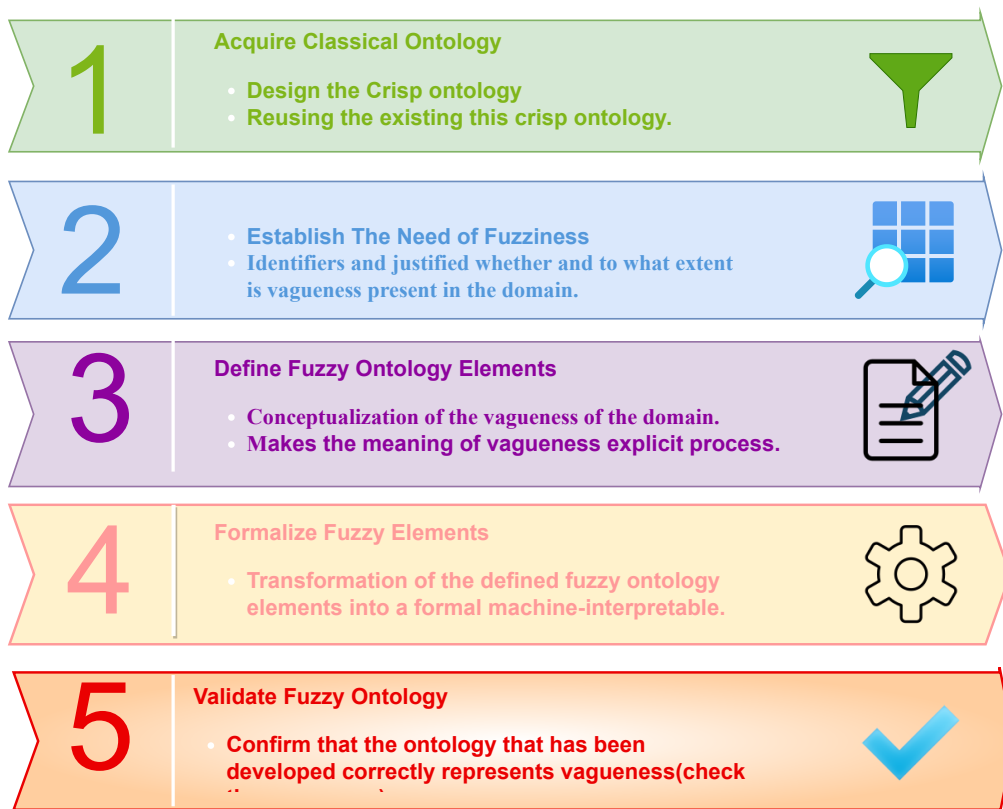 1
Acquire Classical Ontology
• Design the Crisp ontology
• Reusing the existing this crisp ontology.
2
• Establish The Need of Fuzziness
• Identifiers and justified whether and to what extent
is vagueness present in the domain.
3
Define Fuzzy Ontology Elements
• Conceptualization of the vagueness of the domain.
• Makes the meaning of vagueness explicit process.
4
Formalize Fuzzy Elements
• Transformation of the defined fuzzy ontology
elements into a formal machine-interpretable.
5
Validate Fuzzy Ontology
• Confirm that the ontology that has been
developed correctly represents vagueness(check